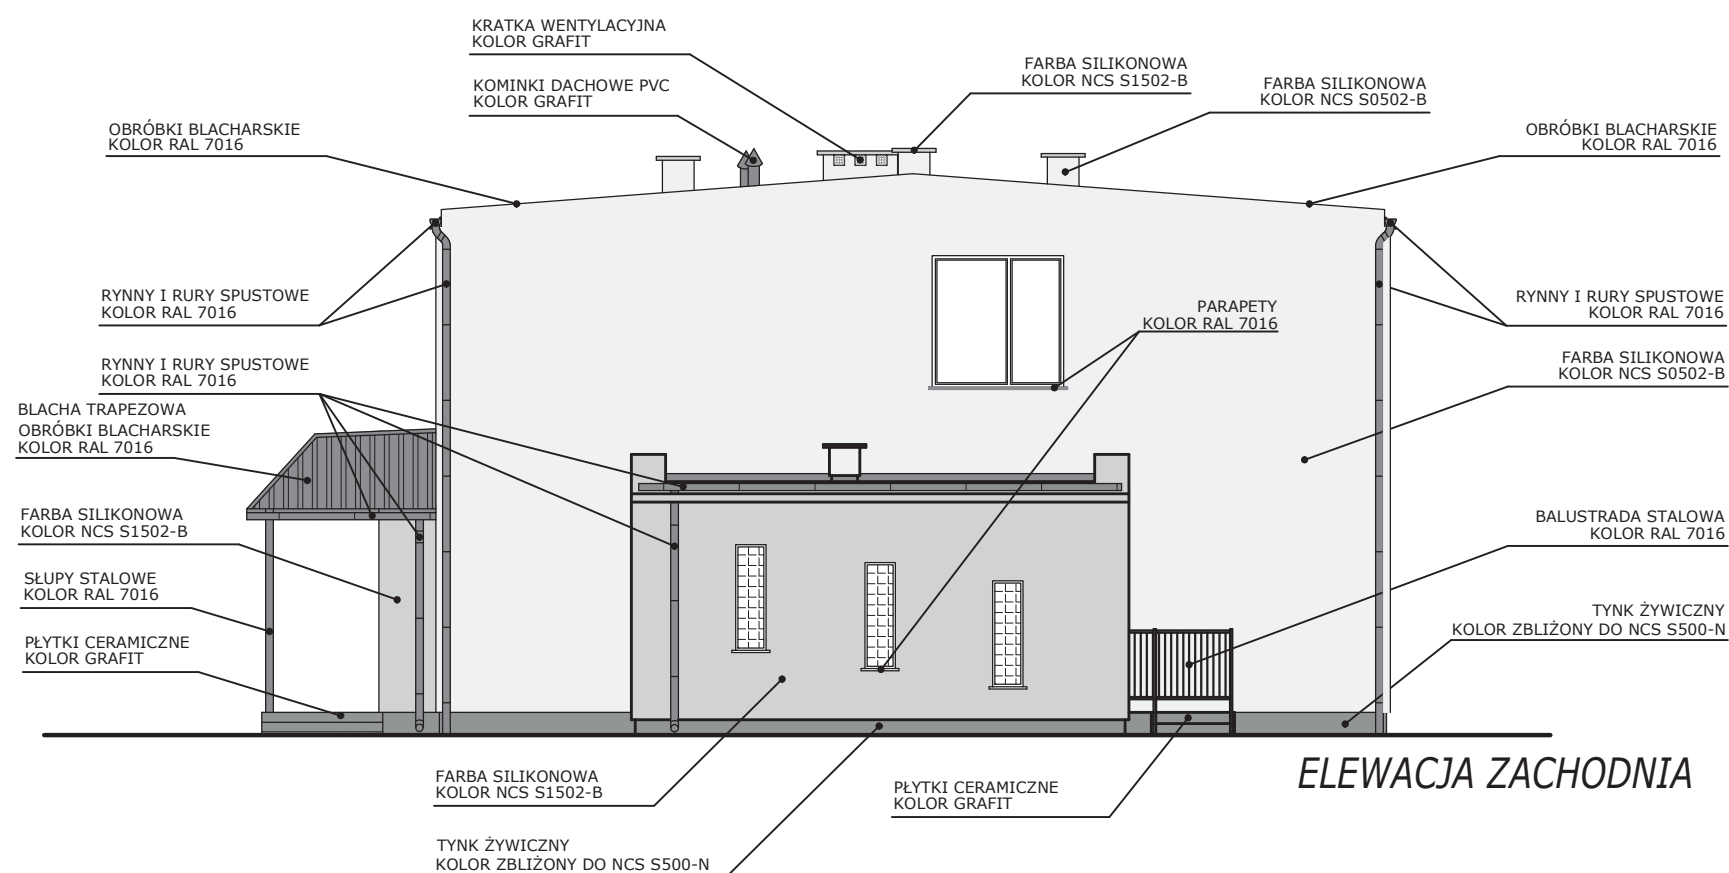 KRATKA WENTYLACYJNA
KOLOR GRAFIT
KOMINKI DACHOWE PVC
KOLOR GRAFIT
FARBA SILIKONOWA
KOLOR NCS S1502-B
FARBA SILIKONOWA
KOLOR NCS S0502-B
OBRÓBKI BLACHARSKIE
KOLOR RAL 7016
OBRÓBKI BLACHARSKIE
KOLOR RAL 7016
RYNNY I RURY SPUSTOWE
KOLOR RAL 7016
PARAPETY
KOLOR RAL 7016
RYNNY I RURY SPUSTOWE
KOLOR RAL 7016
RYNNY I RURY SPUSTOWE
KOLOR RAL 7016
FARBA SILIKONOWA
KOLOR NCS S0502-B
BLACHA TRAPEZOWA
OBRÓBKI BLACHARSKIE
KOLOR RAL 7016
FARBA SILIKONOWA
KOLOR NCS S1502-B
BALUSTRADA STALOWA
KOLOR RAL 7016
SŁUPY STALOWE
KOLOR RAL 7016
TYNK ŻYWICZNY
KOLOR ZBLIŻONY DO NCS S500-N
PŁYTKI CERAMICZNE
KOLOR GRAFIT
ELEWACJA ZACHODNIA
FARBA SILIKONOWA
KOLOR NCS S1502-B
PŁYTKI CERAMICZNE
KOLOR GRAFIT
TYNK ŻYWICZNY
KOLOR ZBLIŻONY DO NCS S500-N